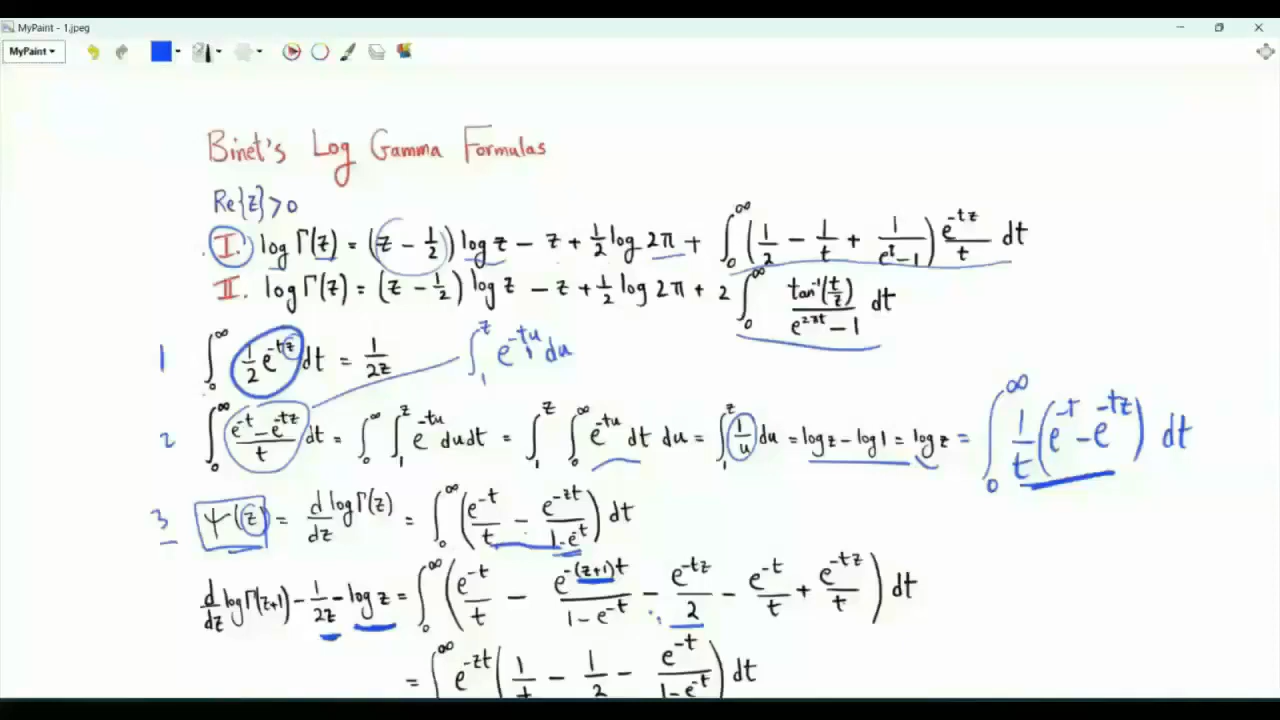 MyPaint - 1.jpeg
MyPaint
Binet's Log Gamma Formulas
Re{z}>0
I. log Γ(z) = (z − 1/2) log z − z + 1/2 log 2π + ∫₀^∞ (1/2 − 1/t + 1/(e^t−1)) e^(−tz)/t dt
II. log Γ(z) = (z − 1/2) log z − z + 1/2 log 2π + 2 ∫₀^∞ tan⁻¹(t/z)/(e^(2πt) − 1) dt
1 ∫₀^∞ 1/2 e^(−tz) dt = 1/(2z) ∫₁^z e^(−tu) du
2 ∫₀^∞ (e^(−t) − e^(−tz))/t dt = ∫₀^∞ ∫₁^z e^(−tu) du dt = ∫₁^z ∫₀^∞ e^(−tu) dt du = ∫₁^z 1/u du = log z − log 1 = log z = ∫₀^∞ 1/t (e^(−t) − e^(−tz)) dt
3 Ψ(z) = d/dz log Γ(z) = ∫₀^∞ (e^(−t)/t − e^(−zt)/(1−e^(−t))) dt
d/dz log Γ(z+1) − 1/(2z) − log z = ∫₀^∞ (e^(−t)/t − e^(−(z+1)t)/(1−e^(−t)) − e^(−tz)/2 − e^(−t)/t + e^(−tz)/t) dt
= ∫₀^∞ e^(−zt) (1/t − 1/2 − e^(−t)/(1−e^(−t))) dt